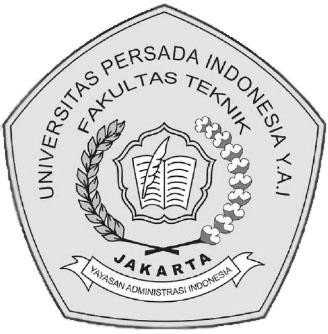 UNIVERSITAS PERSADA INDONESIA Y.A.I
FAKULTAS TEKNIK
JAKARTA
YAYASAN ADMINISTRASI INDONESIA